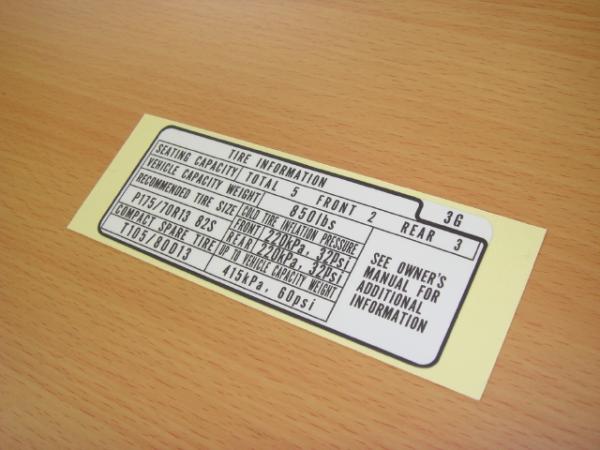 TIRE INFORMATION
3G
SEATING CAPACITY TOTAL 5 FRONT 2 REAR 3
VEHICLE CAPACITY WEIGHT 850lbs
RECOMMENDED TIRE SIZE COLD TIRE INFLATION PRESSURE
P175/70R13 82S FRONT 220kPa, 32psi
REAR 220kPa, 32psi
COMPACT SPARE TIRE UP TO VEHICLE CAPACITY WEIGHT
T105/80D13 415kPa, 60psi
SEE OWNER'S
MANUAL FOR
ADDITIONAL
INFORMATION